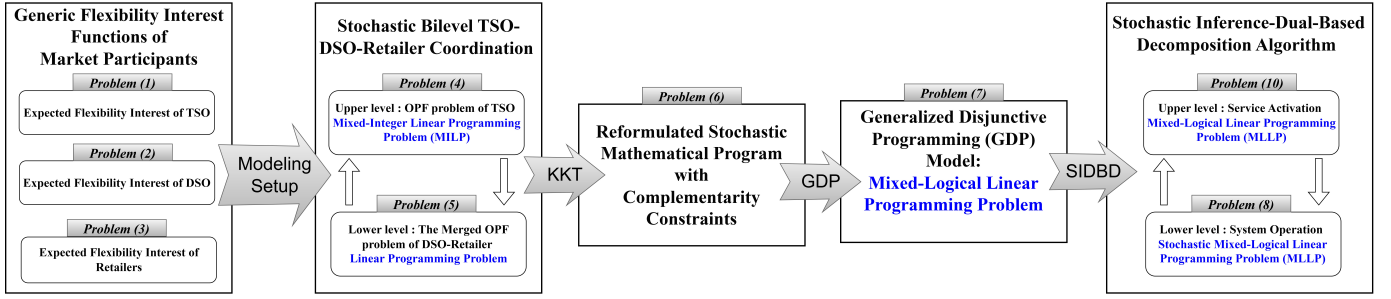 Generic Flexibility Interest
Functions of
Market Participants
Problem (1)
Expected Flexibility Interest of TSO
Problem (2)
Expected Flexibility Interest of DSO
Problem (3)
Expected Flexibility Interest of
Retailers
Modeling
Setup
Stochastic Bilevel TSO-
DSO-Retailer Coordination
Problem (4)
Upper level : OPF problem of TSO
Mixed-Integer Linear Programming
Problem (MILP)
Problem (5)
Lower level : The Merged OPF
problem of DSO-Retailer
Linear Programming Problem
KKT
Problem (6)
Reformulated Stochastic
Mathematical Program
with
Complementarity
Constraints
GDP
Problem (7)
Generalized Disjunctive
Programming (GDP)
Model:
Mixed-Logical Linear
Programming Problem
SIDBD
Stochastic Inference-Dual-Based
Decomposition Algorithm
Problem (10)
Upper level : Service Activation
Mixed-Logical Linear Programming
Problem (MLLP)
Problem (8)
Lower level : System Operation
Stochastic Mixed-Logical Linear
Programming Problem (MLLP)